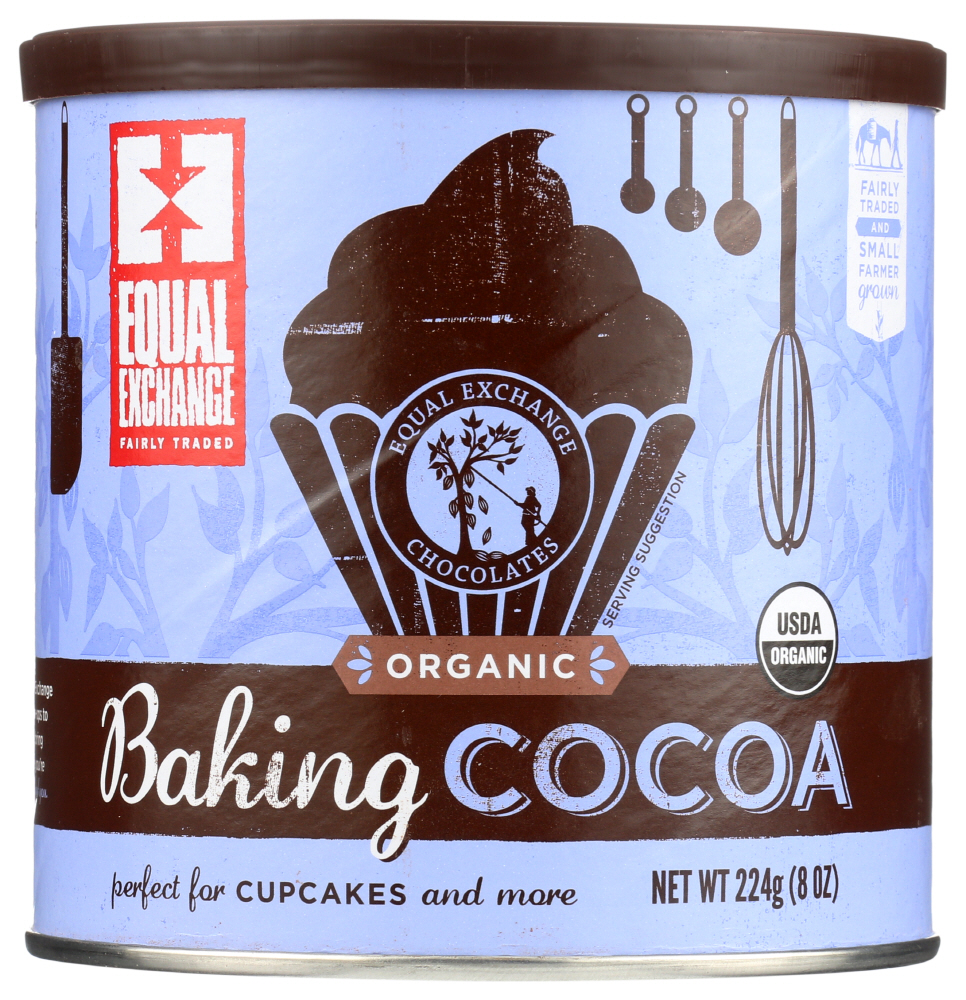 EQUAL
EXCHANGE
FAIRLY TRADED
FAIRLY
TRADED
AND
SMALL
FARMER
grown
EQUAL EXCHANGE
CHOCOLATES
SERVING SUGGESTION
USDA
ORGANIC
ORGANIC
Baking COCOA
perfect for CUPCAKES and more
NET WT 224g (8 OZ)